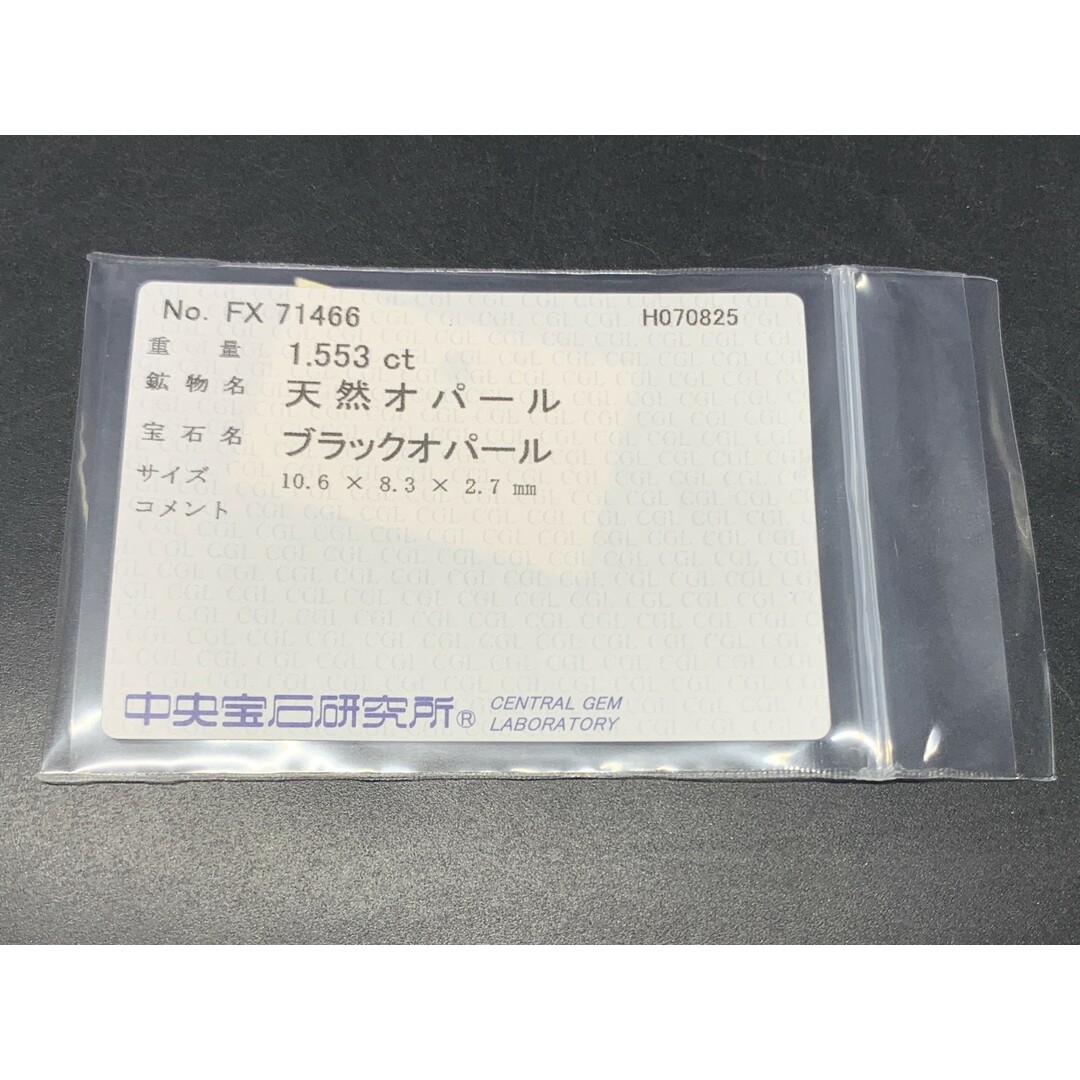 No. FX 71466 H070825
重量 1.553 ct
鉱物名 天然オパール
宝石名 ブラックオパール
サイズ 10.6 × 8.3 × 2.7 mm
コメント
中央宝石研究所® CENTRAL GEM
LABORATORY